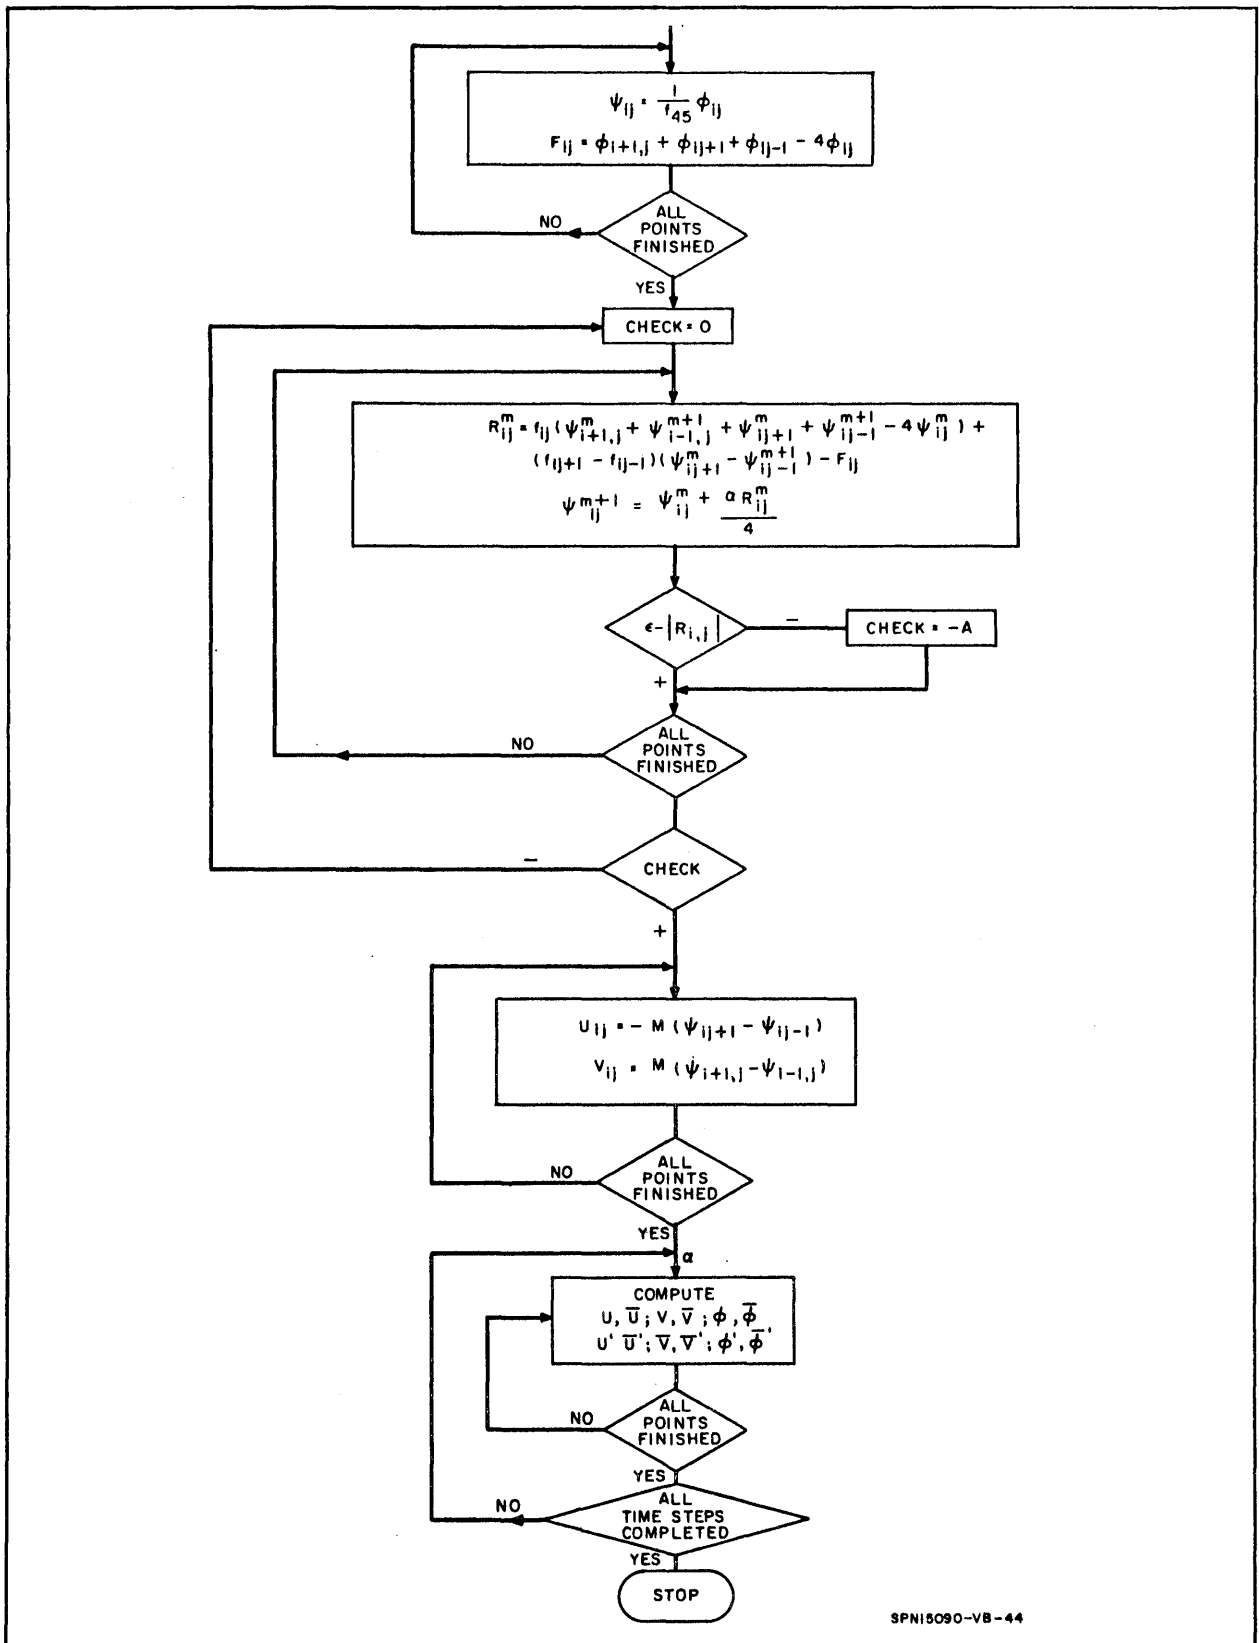 ψij = 1/f45 φij
Fij = φi+1,j + φij+1 + φij-1 - 4φij
ALL
POINTS
FINISHED
NO
YES
CHECK = 0
R^m_ij = fij (ψ^m_i+1,j + ψ^m+1_i-1,j + ψ^m_ij+1 + ψ^m+1_ij-1 - 4ψ^m_ij) +
(fij+1 - fij-1)(ψ^m_ij+1 - ψ^m+1_ij-1) - Fij
ψ^m+1_ij = ψ^m_ij + α R^m_ij / 4
ϵ-|Ri,j|
−
CHECK = -A
+
ALL
POINTS
FINISHED
NO
CHECK
−
+
Uij = - M (ψij+1 - ψij-1)
Vij = M (ψi+1,j - ψi-1,j)
ALL
POINTS
FINISHED
NO
YES
α
COMPUTE
U, U̅; V, V̅; φ, φ̅
U' U̅'; V̅, V̅'; φ', φ̅'
ALL
POINTS
FINISHED
NO
YES
ALL
TIME STEPS
COMPLETED
NO
YES
STOP
SPN15090-VB-44